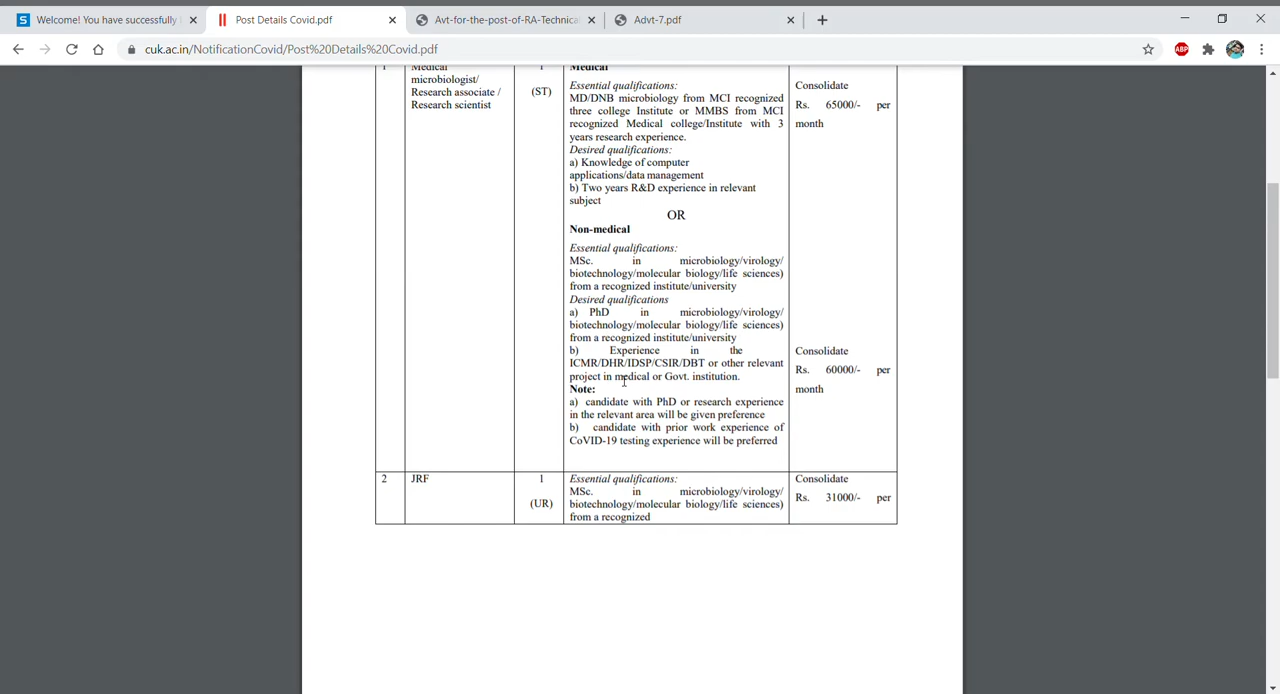 Welcome! You have successfully
Post Details Covid.pdf
Avt-for-the-post-of-RA-Technica
Advt-7.pdf
cuk.ac.in/NotificationCovid/Post%20Details%20Covid.pdf
ABP
1
Medical
microbiologist/
Research associate /
Research scientist
1
(ST)
Medical
Essential qualifications:
MD/DNB microbiology from MCI recognized
three college Institute or MMBS from MCI
recognized Medical college/Institute with 3
years research experience.
Desired qualifications:
a) Knowledge of computer
applications/data management
b) Two years R&D experience in relevant
subject
OR
Non-medical
Essential qualifications:
MSc. in microbiology/virology/
biotechnology/molecular biology/life sciences)
from a recognized institute/university
Desired qualifications
a) PhD in microbiology/virology/
biotechnology/molecular biology/life sciences)
from a recognized institute/university
b) Experience in the
ICMR/DHR/IDSP/CSIR/DBT or other relevant
project in medical or Govt. institution.
Note:
a) candidate with PhD or research experience
in the relevant area will be given preference
b) candidate with prior work experience of
CoVID-19 testing experience will be preferred
Consolidate
Rs. 65000/- per
month
Consolidate
Rs. 60000/- per
month
2
JRF
1
(UR)
Essential qualifications:
MSc. in microbiology/virology/
biotechnology/molecular biology/life sciences)
from a recognized
Consolidate
Rs. 31000/- per